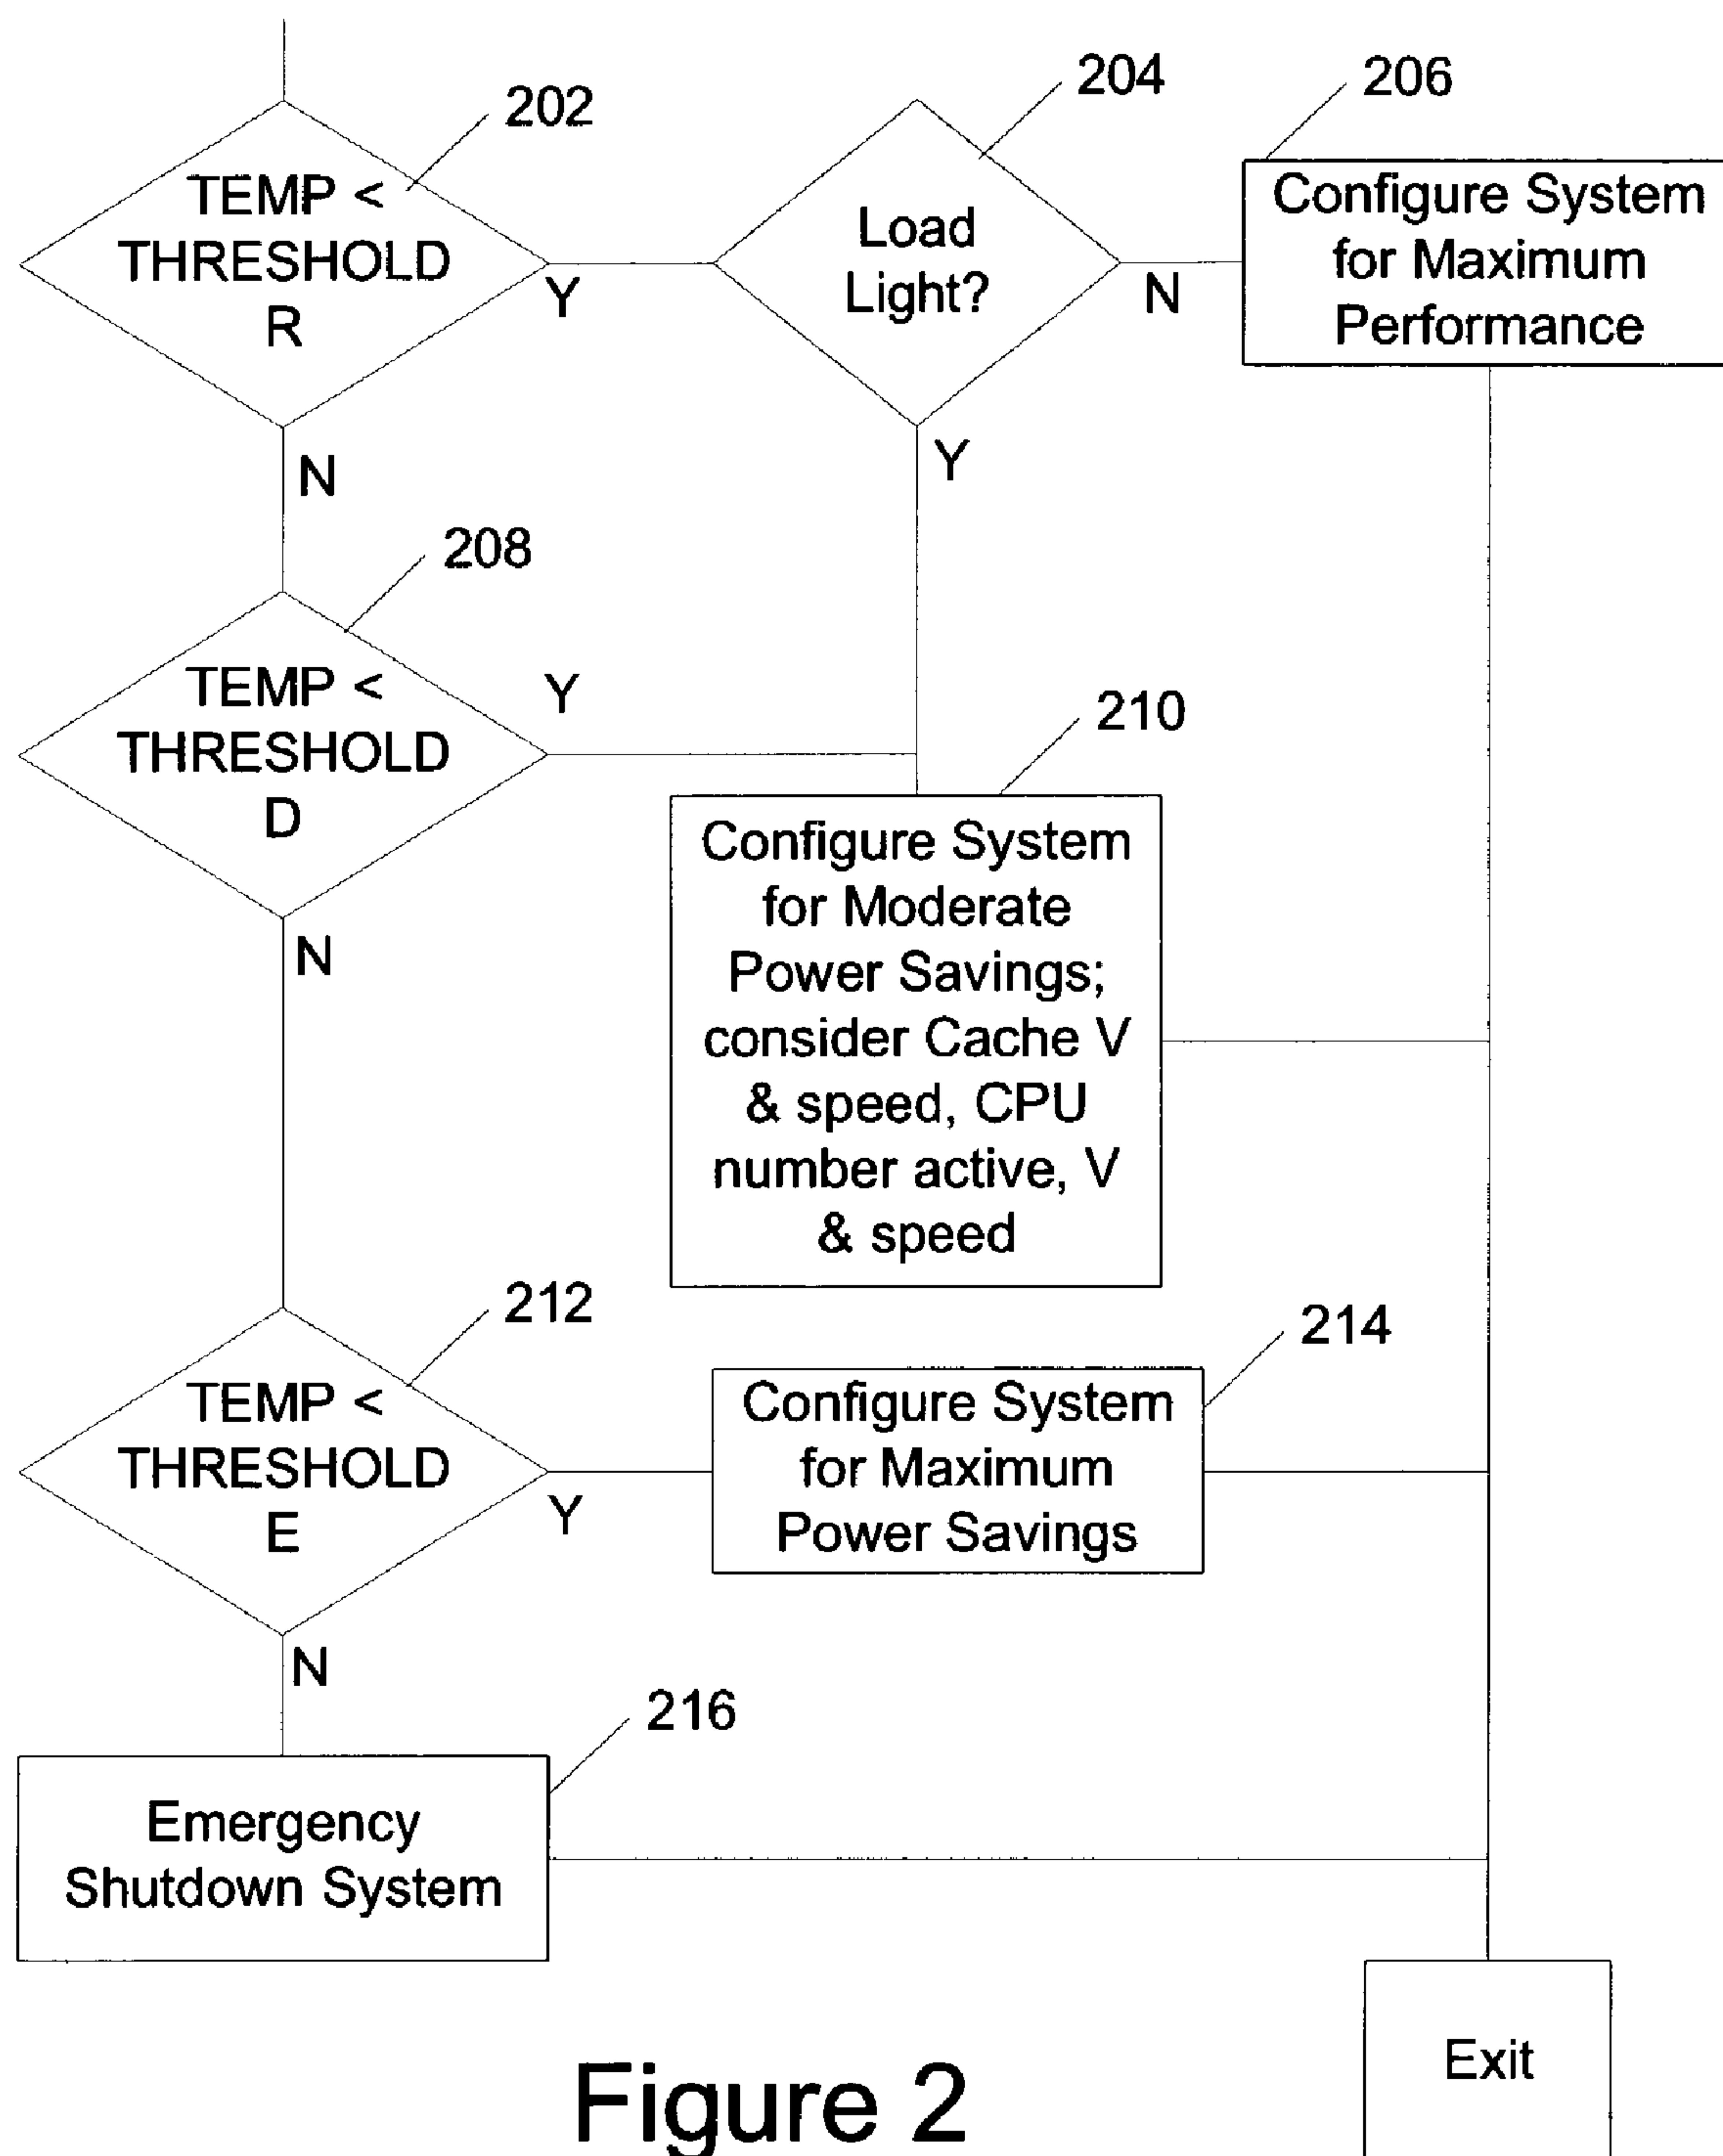 202
204
206
TEMP <
THRESHOLD
R
Y
Load
Light?
N
Configure System
for Maximum
Performance
N
Y
208
TEMP <
THRESHOLD
D
Y
N
210
Configure System
for Moderate
Power Savings;
consider Cache V
& speed, CPU
number active, V
& speed
212
214
TEMP <
THRESHOLD
E
Y
Configure System
for Maximum
Power Savings
N
216
Emergency
Shutdown System
Exit
Figure 2